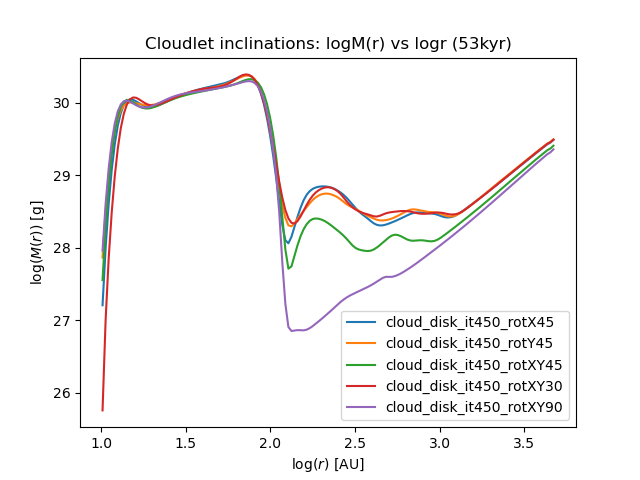 Cloudlet inclinations: logM(r) vs logr (53kyr)
30
29
28
27
26
log(M(r)) [g]
1.0 1.5 2.0 2.5 3.0 3.5
log(r) [AU]
cloud_disk_it450_rotX45
cloud_disk_it450_rotY45
cloud_disk_it450_rotXY45
cloud_disk_it450_rotXY30
cloud_disk_it450_rotXY90